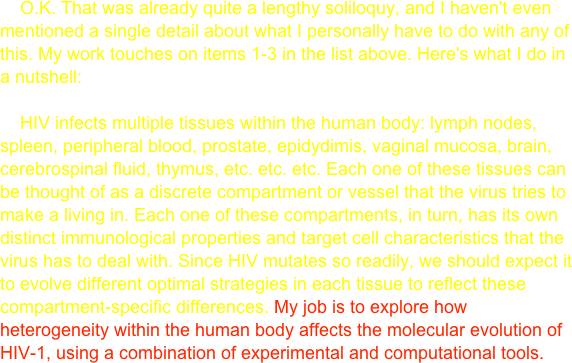 O.K. That was already quite a lengthy soliloquy, and I haven't even
mentioned a single detail about what I personally have to do with any of
this. My work touches on items 1-3 in the list above. Here's what I do in
a nutshell:
HIV infects multiple tissues within the human body: lymph nodes,
spleen, peripheral blood, prostate, epidydimis, vaginal mucosa, brain,
cerebrospinal fluid, thymus, etc. etc. etc. Each one of these tissues can
be thought of as a discrete compartment or vessel that the virus tries to
make a living in. Each one of these compartments, in turn, has its own
distinct immunological properties and target cell characteristics that the
virus has to deal with. Since HIV mutates so readily, we should expect it
to evolve different optimal strategies in each tissue to reflect these
compartment-specific differences. My job is to explore how
heterogeneity within the human body affects the molecular evolution of
HIV-1, using a combination of experimental and computational tools.